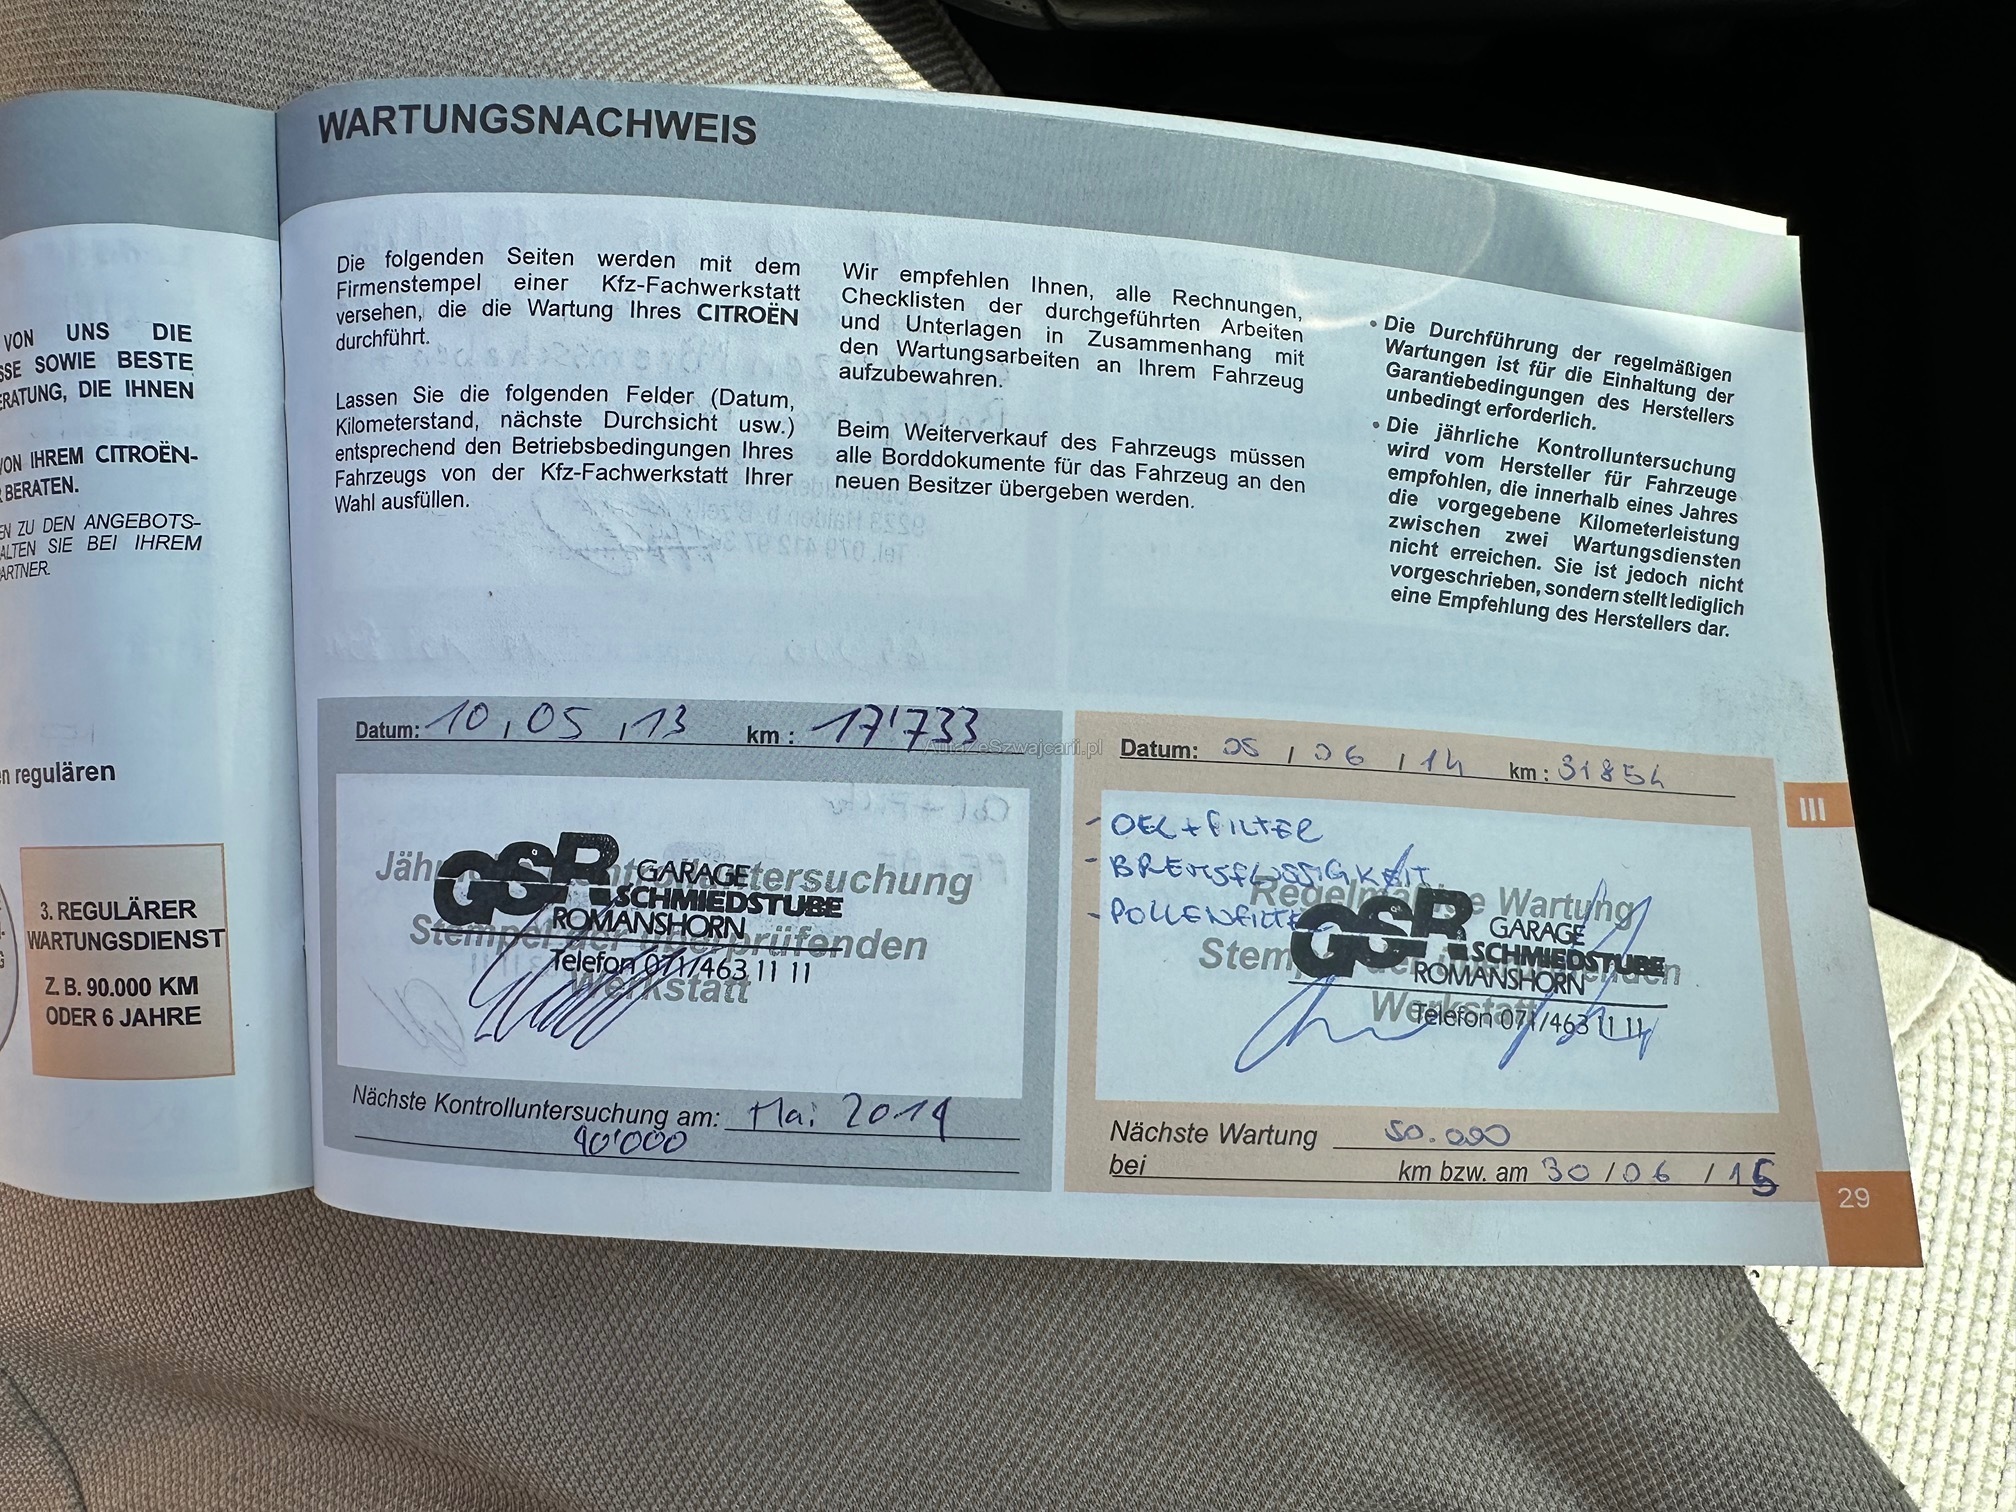 VON UNS DIE
SSE SOWIE BESTE
ERATUNG, DIE IHNEN
VON IHREM CITROËN-
R BERATEN.
EN ZU DEN ANGEBOTS-
ALTEN SIE BEI IHREM
ARTNER.
en regulären
3. REGULÄRER
WARTUNGSDIENST
Z. B. 90.000 KM
ODER 6 JAHRE
WARTUNGSNACHWEIS
Die folgenden Seiten werden mit dem
Firmenstempel einer Kfz-Fachwerkstatt
versehen, die die Wartung Ihres CITROËN
durchführt.
Lassen Sie die folgenden Felder (Datum,
Kilometerstand, nächste Durchsicht usw.)
entsprechend den Betriebsbedingungen Ihres
Fahrzeugs von der Kfz-Fachwerkstatt Ihrer
Wahl ausfüllen.
Wir empfehlen Ihnen, alle Rechnungen,
Checklisten der durchgeführten Arbeiten
und Unterlagen in Zusammenhang mit
den Wartungsarbeiten an Ihrem Fahrzeug
aufzubewahren.
Beim Weiterverkauf des Fahrzeugs müssen
alle Borddokumente für das Fahrzeug an den
neuen Besitzer übergeben werden.
• Die Durchführung der regelmäßigen
Wartungen ist für die Einhaltung der
Garantiebedingungen des Herstellers
unbedingt erforderlich.
• Die jährliche Kontrolluntersuchung
wird vom Hersteller für Fahrzeuge
empfohlen, die innerhalb eines Jahres
die vorgegebene Kilometerleistung
zwischen zwei Wartungsdiensten
nicht erreichen. Sie ist jedoch nicht
vorgeschrieben, sondern stellt lediglich
eine Empfehlung des Herstellers dar.
Datum: 10,05,13 km : 17'733
GSR GARAGE
SCHMIEDSTUBE
ROMANSHORN
Telefon 071/463 11 11
Stempel der überprüfenden
Werkstatt
Nächste Kontrolluntersuchung am: Mai 2014
40'000
AutaZeSzwajcarii.pl
Datum: 05 / 06 / 14 km : 31854
- OEL + FILTER
- BREMSFLÜSSIGKEIT
- POLLENFILTER
Regelmäßige Wartung
GSR GARAGE
SCHMIEDSTUBE
ROMANSHORN
Telefon 071/463 11 11
Werkstatt
Nächste Wartung 50.000
bei km bzw. am 30 / 06 / 15
III
29